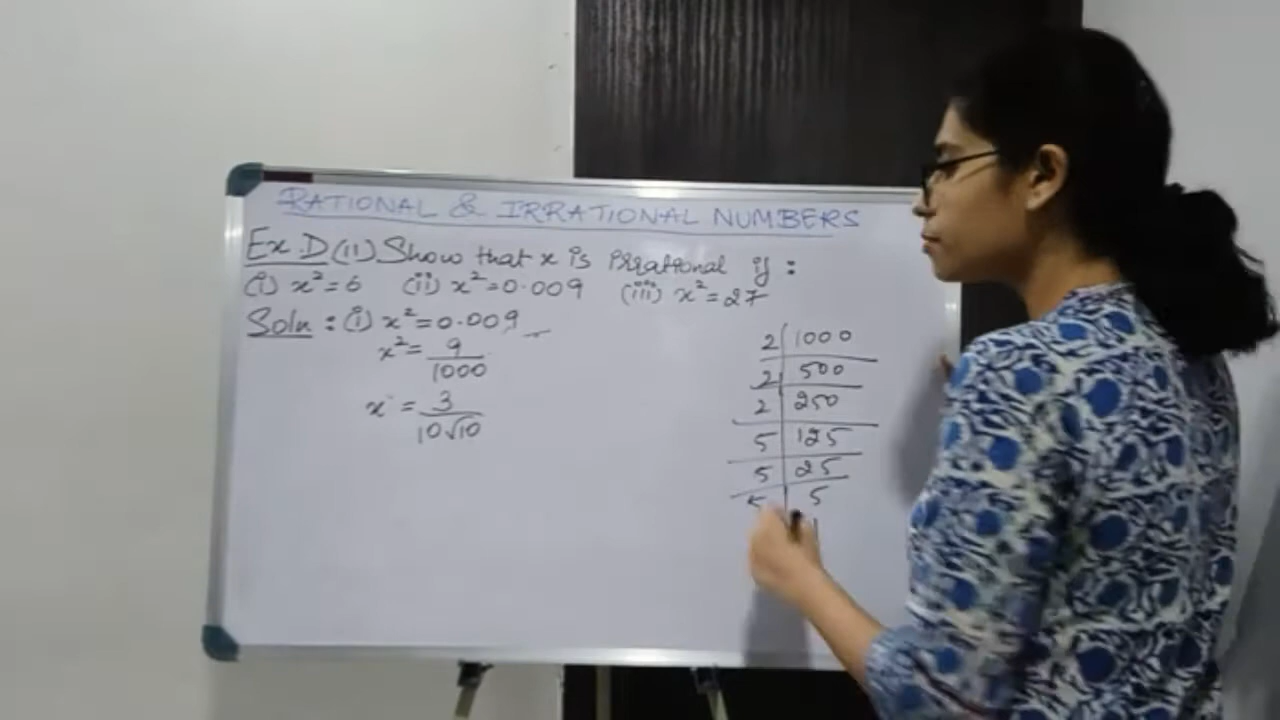 RATIONAL & IRRATIONAL NUMBERS
Ex.D (11) Show that x is irrational if :
(i) x²=6 (ii) x²=0.009 (iii) x²=27
Soln : (i) x²=0.009
x² = 9/1000
x = 3/10√10
2 | 1000
2 | 500
2 | 250
5 | 125
5 | 25
5 | 5
1